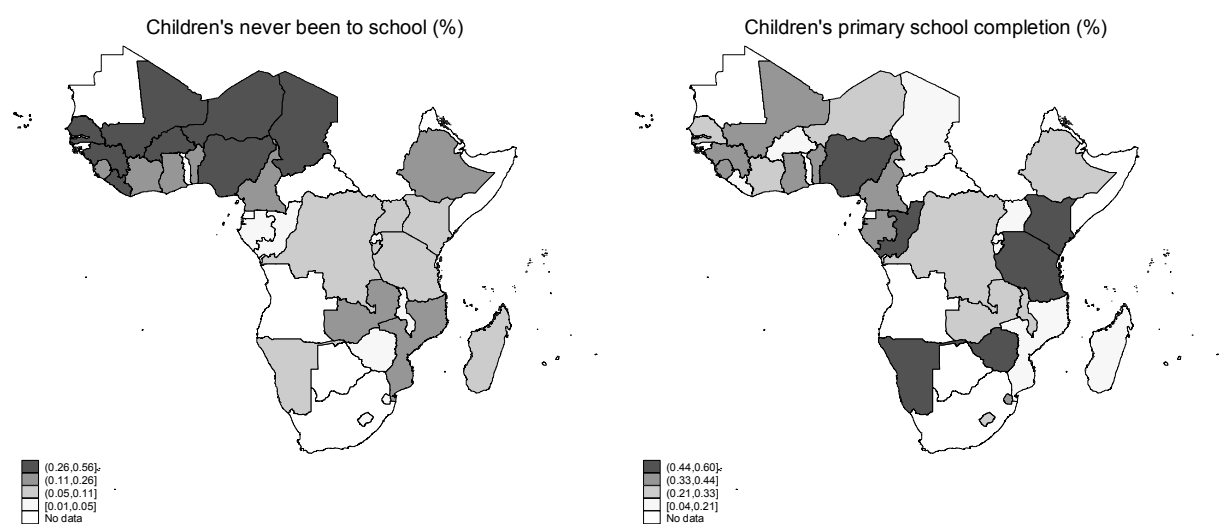 Children's never been to school (%)
(0.26,0.56]
(0.11,0.26]
(0.05,0.11]
[0.01,0.05]
No data
Children's primary school completion (%)
(0.44,0.60]
(0.33,0.44]
(0.21,0.33]
[0.04,0.21]
No data